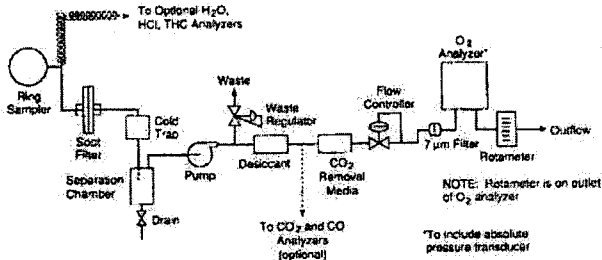 To Optional H₂O,
HCl, THC Analyzers
Ring
Sampler
Soot
Filter
Cold
Trap
Separation
Chamber
Drain
Pump
Waste
Waste
Regulator
Desiccant
To CO₂ and CO
Analyzers
(optional)
CO₂
Removal
Media
Flow
Controller
7 μm Filter
O₂
Analyzer*
Rotameter
Outflow
NOTE: Rotameter is on outlet
of O₂ analyzer
*To include absolute
pressure transducer